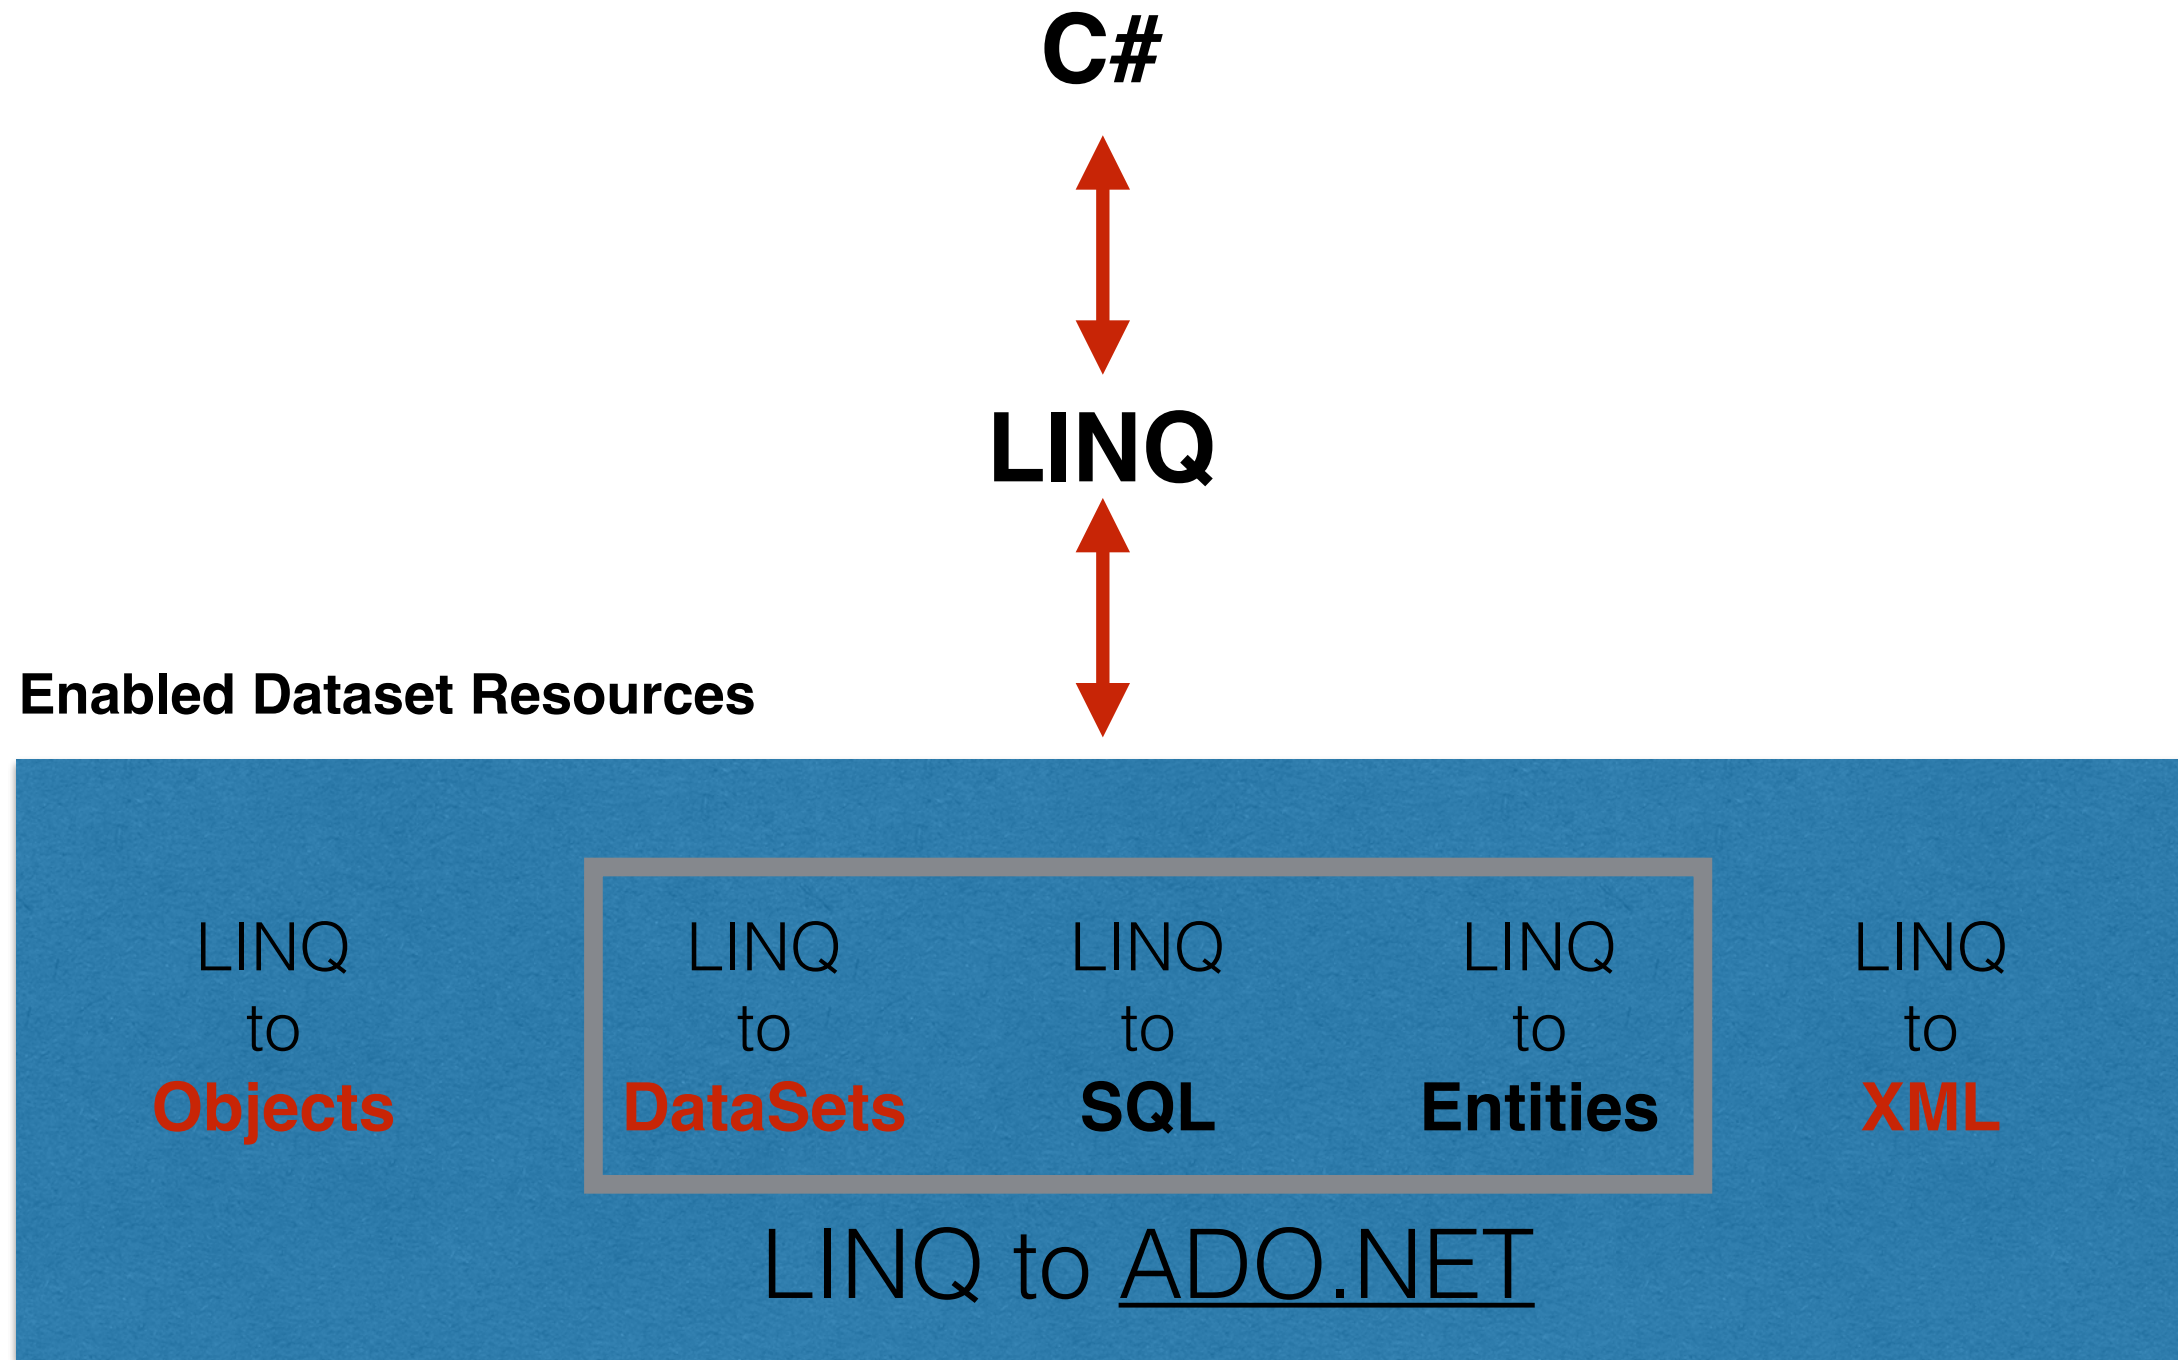 C#
LINQ
Enabled Dataset Resources
LINQ
to
Objects
LINQ
to
DataSets
LINQ
to
SQL
LINQ
to
Entities
LINQ
to
XML
LINQ to ADO.NET